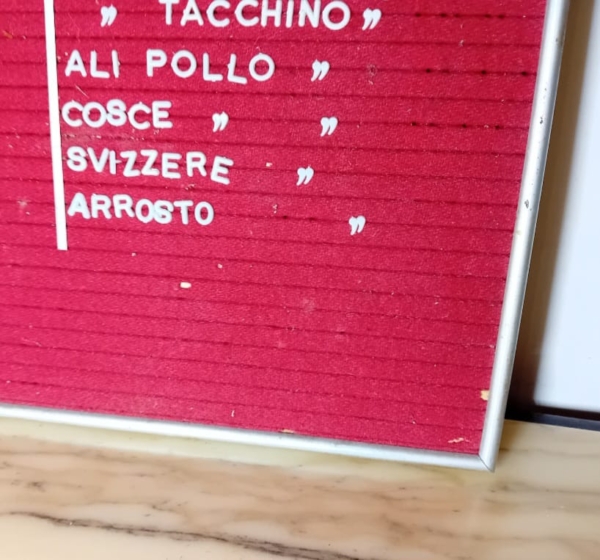 ” TACCHINO ”
ALI POLLO ”
COSCE ” ”
SVIZZERE ”
ARROSTO ”